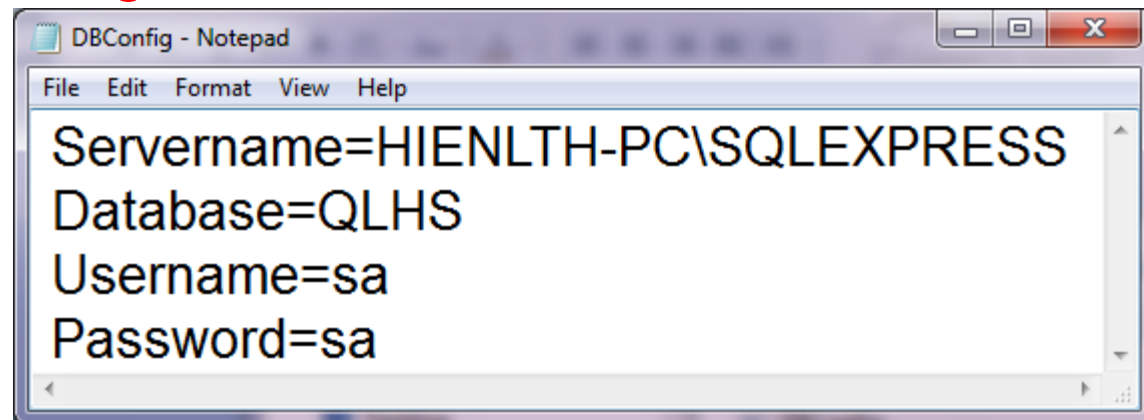 DBConfig - Notepad
File Edit Format View Help
Servername=HIENLTH-PC\SQLEXPRESS
Database=QLHS
Username=sa
Password=sa